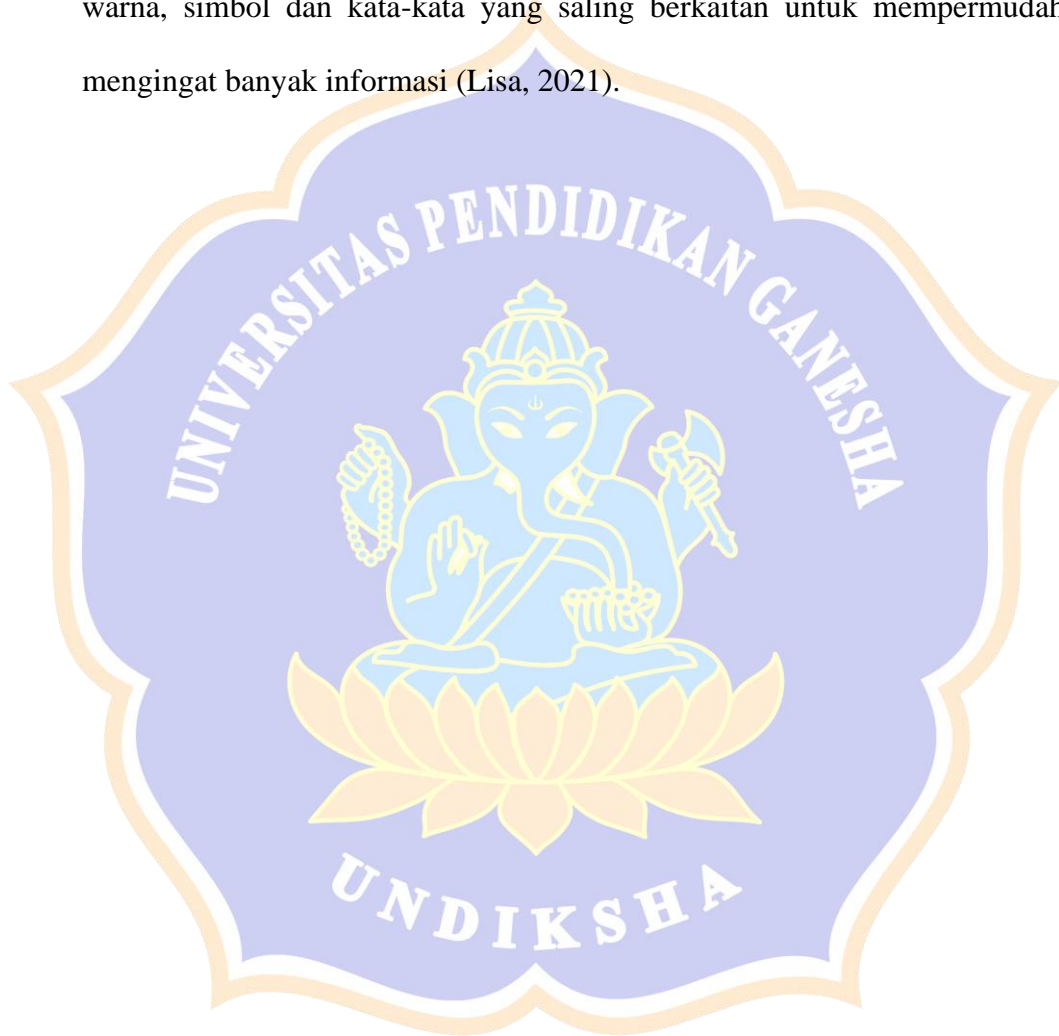 warna, simbol dan kata-kata yang saling berkaitan untuk mempermudah
mengingat banyak informasi (Lisa, 2021).
UNIVERSITAS PENDIDIKAN GANESHA
UNDIKSHA